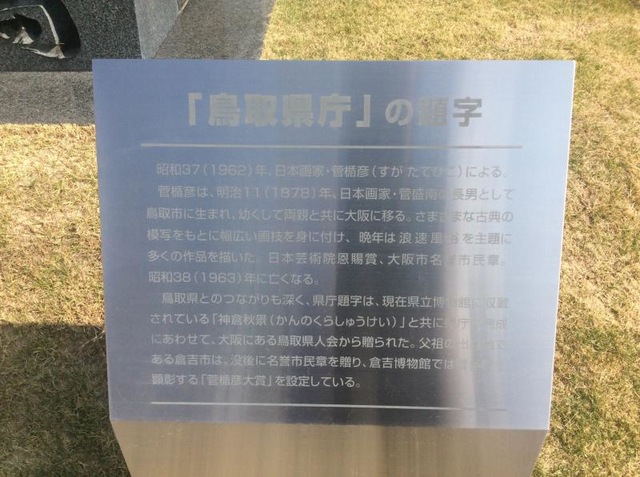 「鳥取県庁」の題字
昭和37(1962)年、日本画家・菅楯彦(すが たてひこ)による。
菅楯彦は、明治11(1878)年、日本画家・菅盛南の長男として
鳥取市に生まれ、幼くして両親と共に大阪に移る。さまざまな古典の
模写をもとに幅広い画技を身に付け、晩年は浪速風俗を主題に
多くの作品を描いた。日本芸術院恩賜賞、大阪市名誉市民章。
昭和38(1963)年に亡くなる。
鳥取県とのつながりも深く、県庁題字は、現在県立博物館に収蔵
されている「神倉秋景(かんのくらしゅうけい)」と共に県庁 完成
にあわせて、大阪にある鳥取県人会から贈られた。父祖の出 で
ある倉吉市は、没後に名誉市民章を贈り、倉吉博物館では
顕彰する「菅楯彦大賞」を設定している。